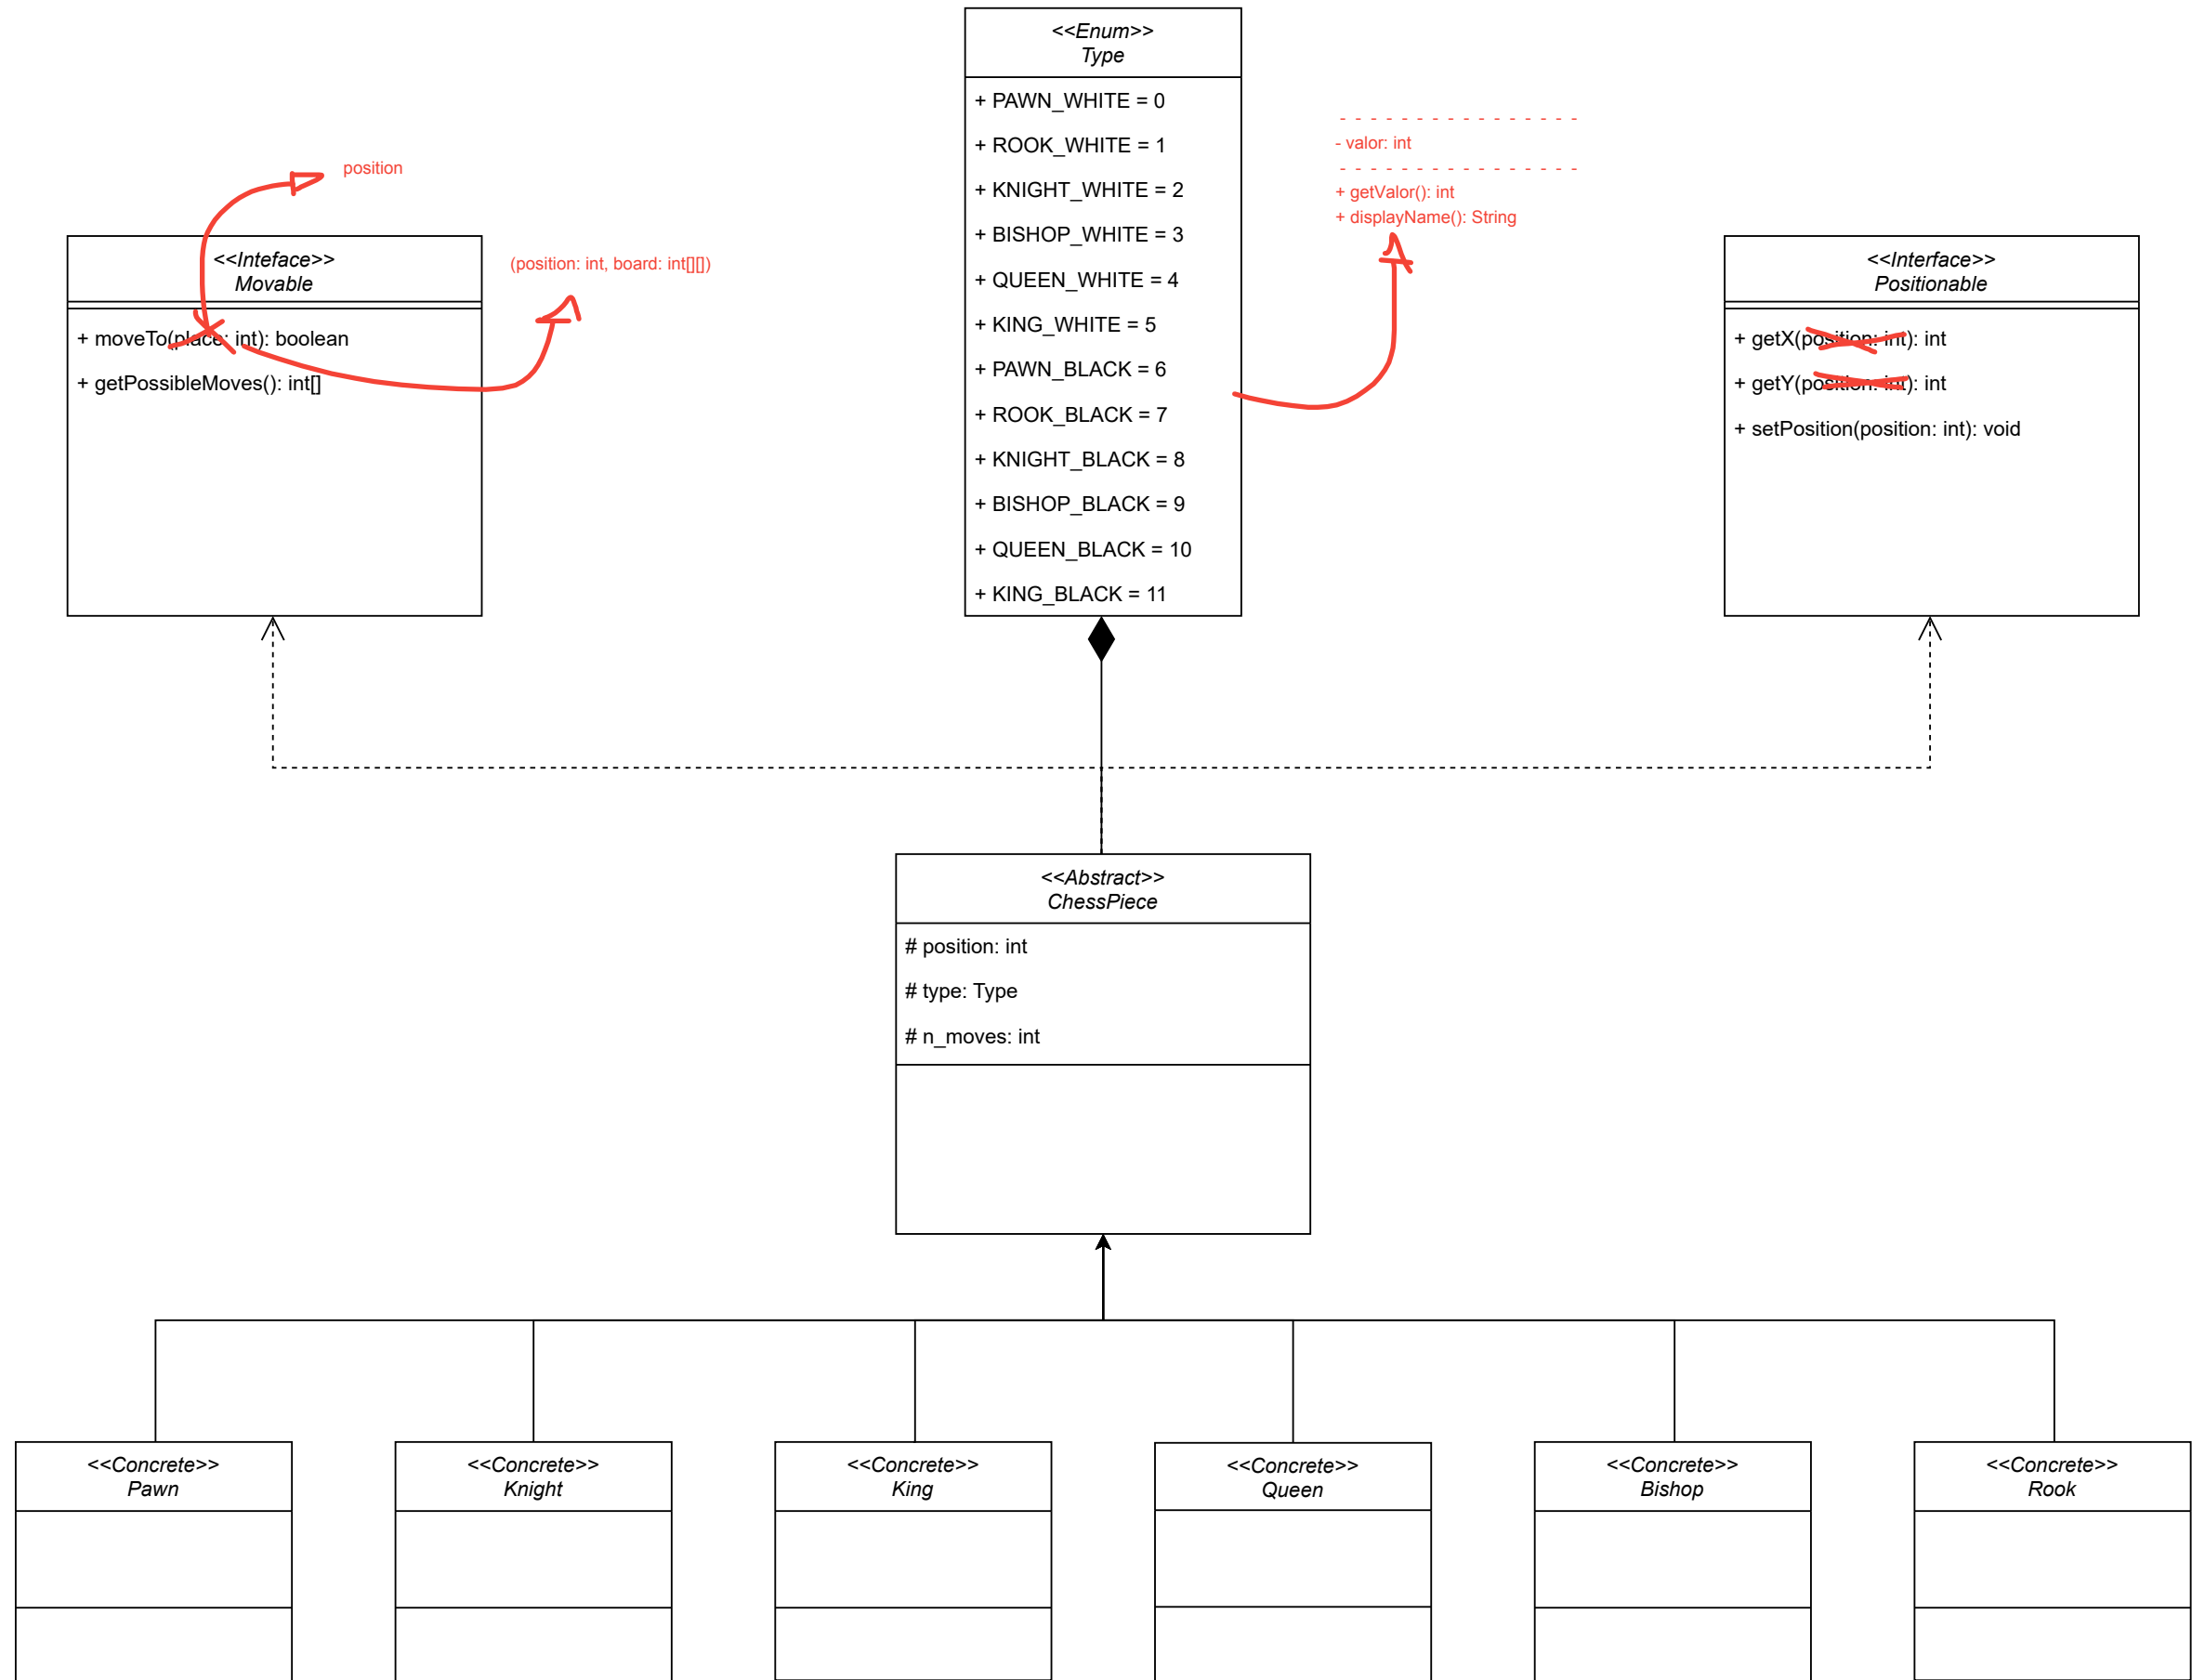 <<Enum>>
Type
+ PAWN_WHITE = 0
+ ROOK_WHITE = 1
+ KNIGHT_WHITE = 2
+ BISHOP_WHITE = 3
+ QUEEN_WHITE = 4
+ KING_WHITE = 5
+ PAWN_BLACK = 6
+ ROOK_BLACK = 7
+ KNIGHT_BLACK = 8
+ BISHOP_BLACK = 9
+ QUEEN_BLACK = 10
+ KING_BLACK = 11
- - - - - - - - - - - - - - - -
- valor: int
- - - - - - - - - - - - - - - -
+ getValor(): int
+ displayName(): String
position
(position: int, board: int[][])
<<Inteface>>
Movable
+ moveTo(place: int): boolean
+ getPossibleMoves(): int[]
<<Interface>>
Positionable
+ getX(position: int): int
+ getY(position: int): int
+ setPosition(position: int): void
<<Abstract>>
ChessPiece
# position: int
# type: Type
# n_moves: int
<<Concrete>>
Pawn
<<Concrete>>
Knight
<<Concrete>>
King
<<Concrete>>
Queen
<<Concrete>>
Bishop
<<Concrete>>
Rook